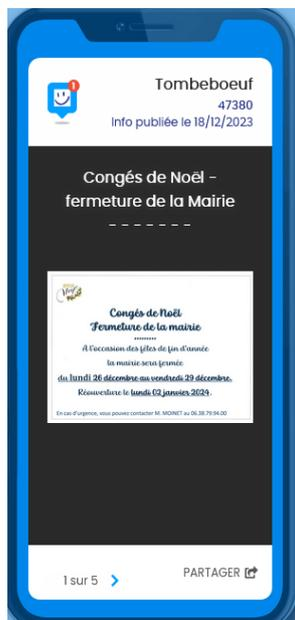 1
Tombeboeuf
47380
Info publiée le 18/12/2023
Congés de Noël -
fermeture de la Mairie
- - - - - - -
Congés de Noël
Fermeture de la mairie
*********
À l'occasion des fêtes de fin d'année
la mairie sera fermée
du lundi 26 décembre au vendredi 29 décembre.
Réouverture le lundi 02 janvier 2024.
En cas d'urgence, vous pouvez contacter M. MOINET au 06.38.79.94.00
1 sur 5 >
PARTAGER